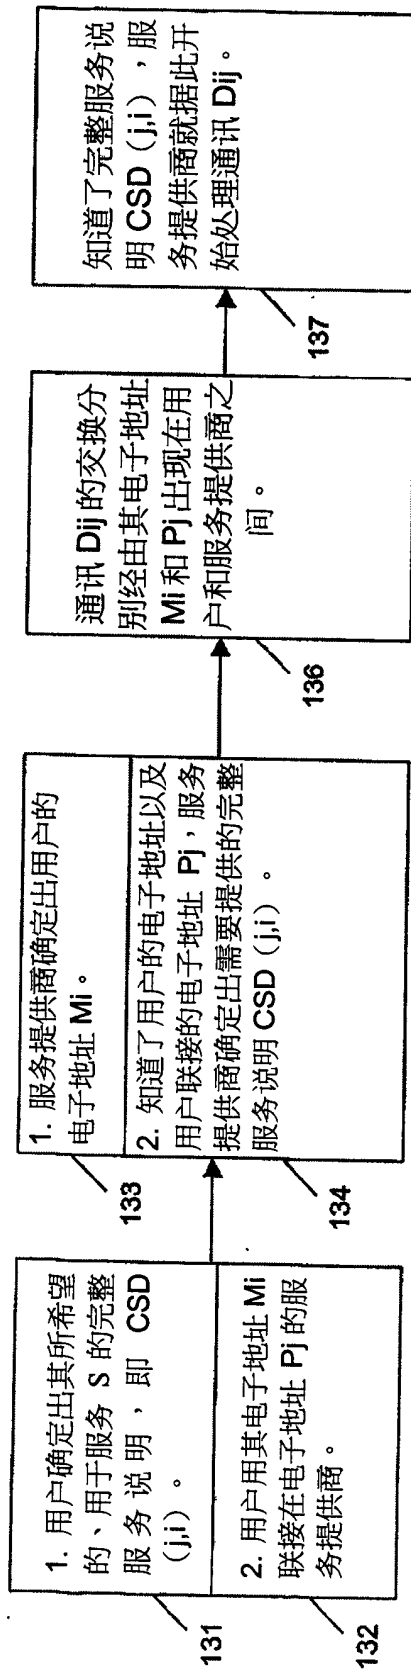 1. 用户确定出其所希望
的、用于服务 S 的完整
服务说明，即 CSD
(j,i)。
2. 用户用其电子地址 Mi
联接在电子地址 Pj 的服
务提供商。
131
132
1. 服务提供商确定出用户的
电子地址 Mi。
2. 知道了用户的电子地址以及
用户联接的电子地址 Pj，服务
提供商确定出需要提供的完整
服务说明 CSD (j,i)。
133
134
通讯 Dij 的交换分
别经由其电子地址
Mi 和 Pj 出现在用
户和服务提供商之
间。
136
知道了完整服务说
明 CSD (j,i)，服
务提供商就据此开
始处理通讯 Dij。
137